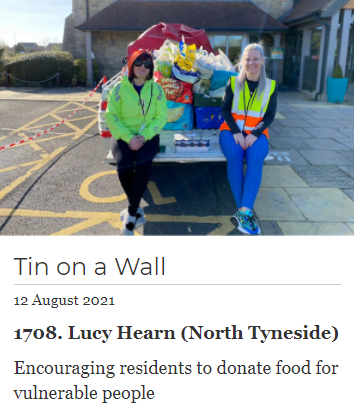 Tin on a Wall
12 August 2021
1708. Lucy Hearn (North Tyneside)
Encouraging residents to donate food for
vulnerable people